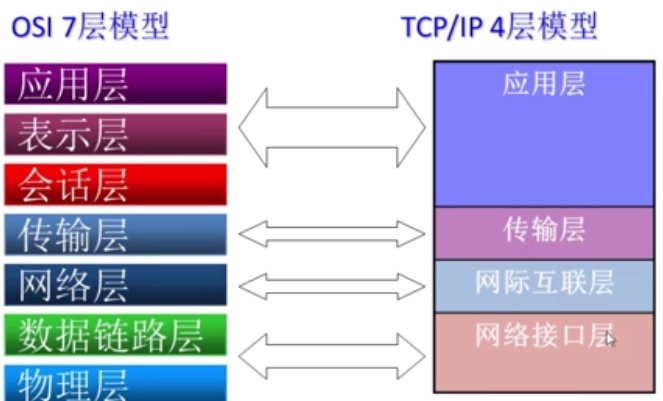 OSI 7层模型
TCP/IP 4层模型
应用层
表示层
会话层
传输层
网络层
数据链路层
物理层
应用层
传输层
网际互联层
网络接口层